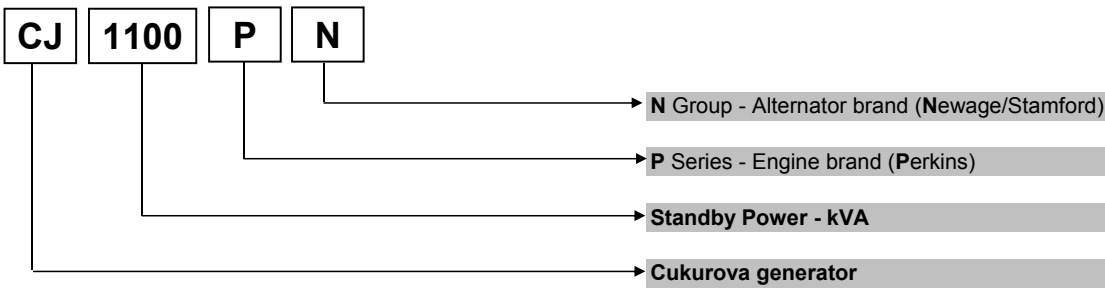 CJ 1100 P N
N Group - Alternator brand (Newage/Stamford)
P Series - Engine brand (Perkins)
Standby Power - kVA
Cukurova generator